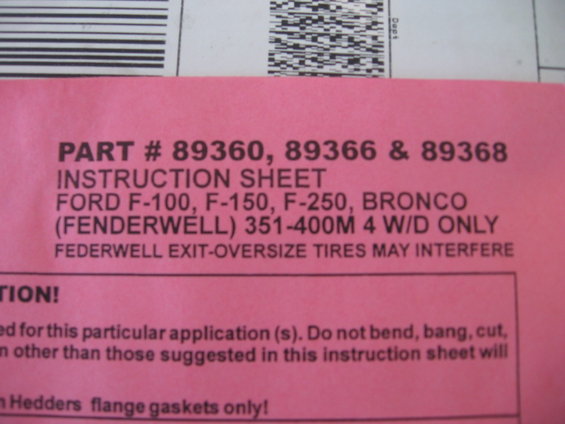 Dept
PART # 89360, 89366 & 89368
INSTRUCTION SHEET
FORD F-100, F-150, F-250, BRONCO
(FENDERWELL) 351-400M 4 W/D ONLY
FEDERWELL EXIT-OVERSIZE TIRES MAY INTERFERE
TION!
ed for this particular application (s). Do not bend, bang, cut,
n other than those suggested in this instruction sheet will
n Hedders flange gaskets only!